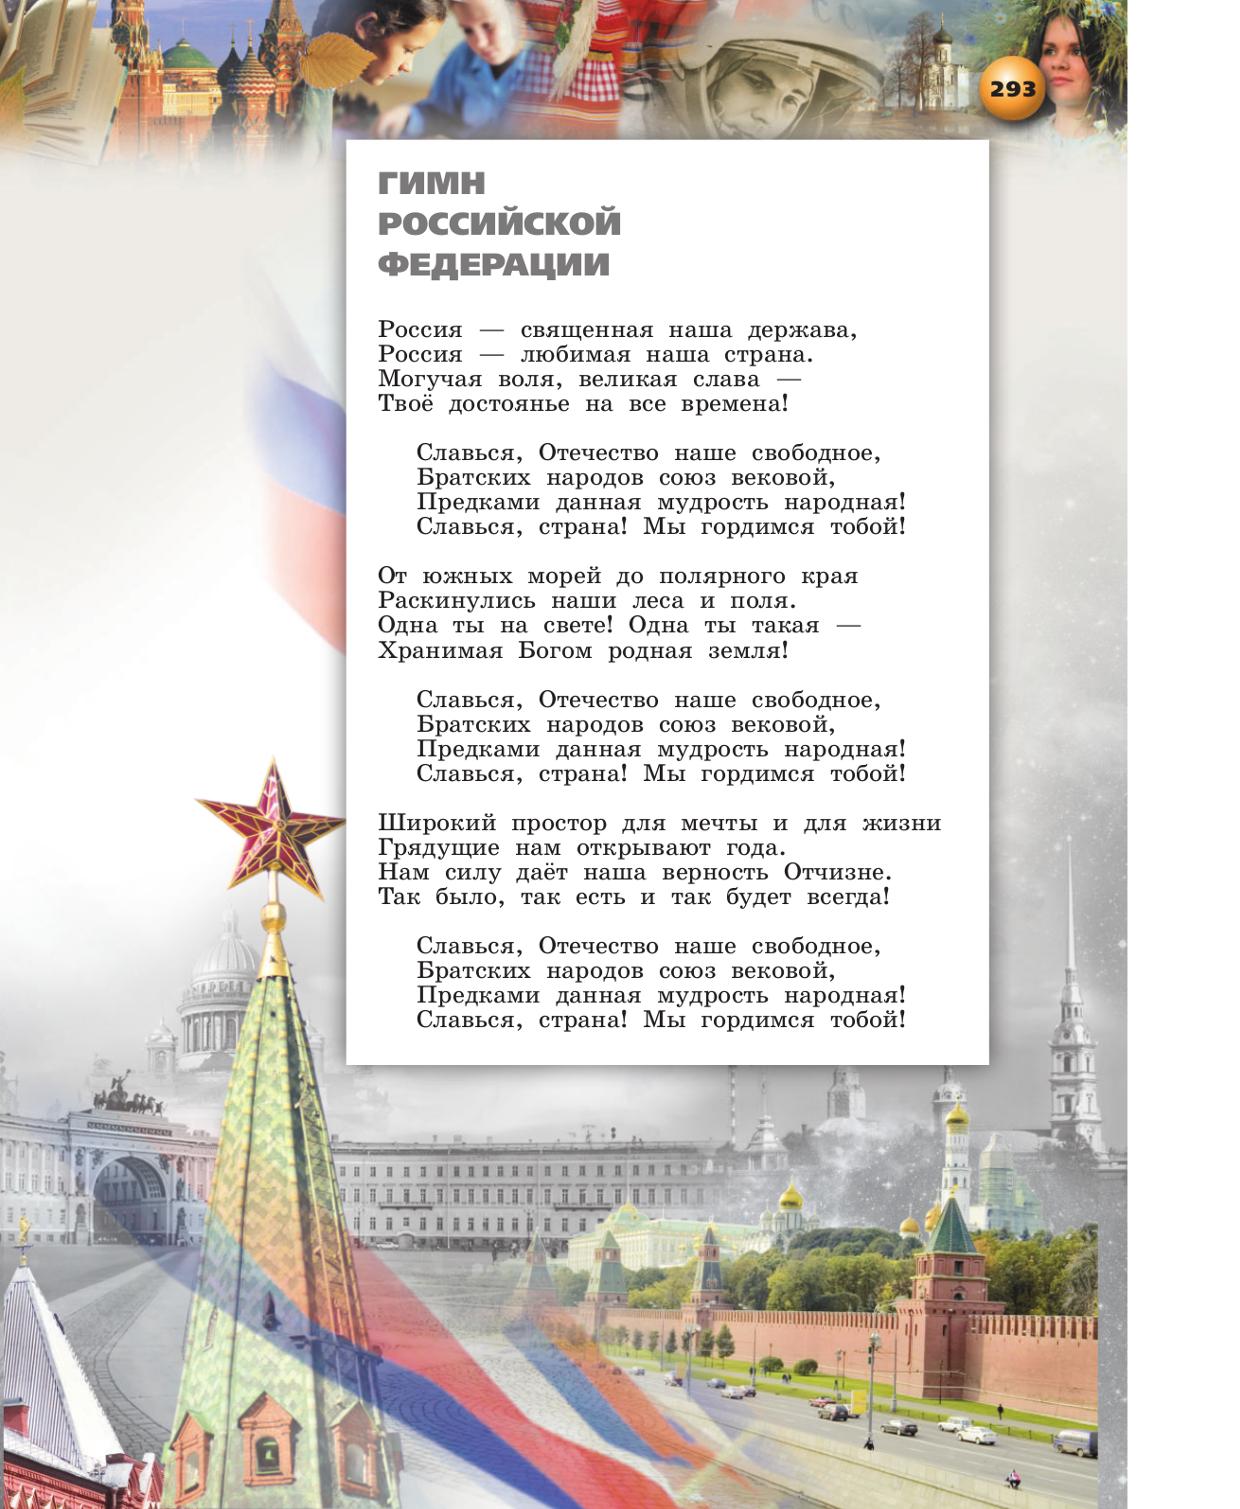 293
ГИМН
РОССИЙСКОЙ
ФЕДЕРАЦИИ
Россия — священная наша держава,
Россия — любимая наша страна.
Могучая воля, великая слава —
Твоё достоянье на все времена!
Славься, Отечество наше свободное,
Братских народов союз вековой,
Предками данная мудрость народная!
Славься, страна! Мы гордимся тобой!
От южных морей до полярного края
Раскинулись наши леса и поля.
Одна ты на свете! Одна ты такая —
Хранимая Богом родная земля!
Славься, Отечество наше свободное,
Братских народов союз вековой,
Предками данная мудрость народная!
Славься, страна! Мы гордимся тобой!
Широкий простор для мечты и для жизни
Грядущие нам открывают года.
Нам силу даёт наша верность Отчизне.
Так было, так есть и так будет всегда!
Славься, Отечество наше свободное,
Братских народов союз вековой,
Предками данная мудрость народная!
Славься, страна! Мы гордимся тобой!